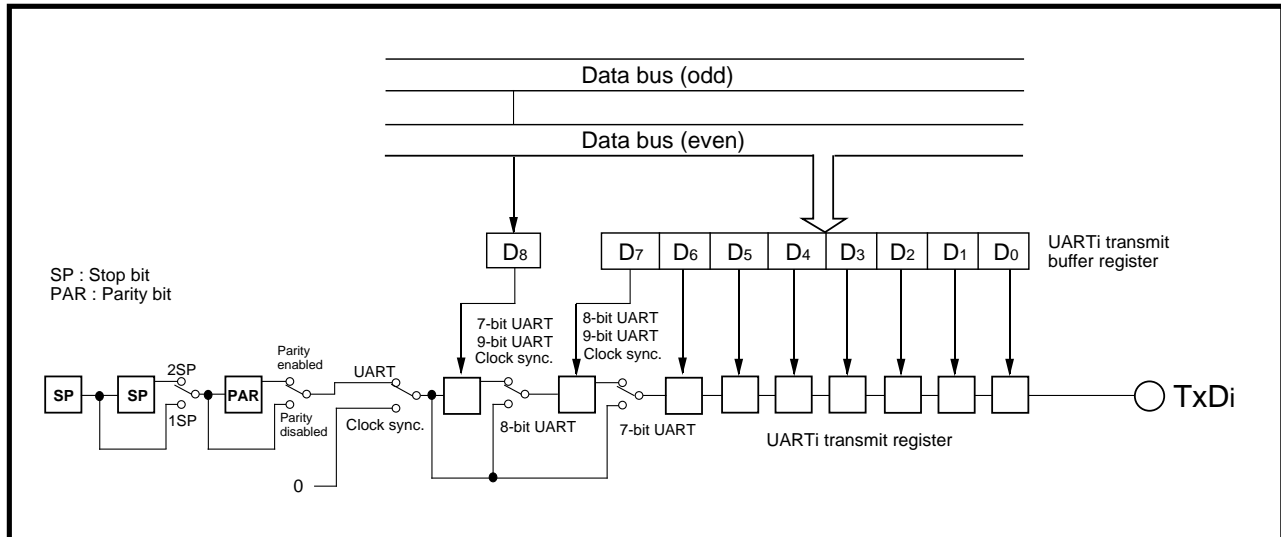 Data bus (odd)
Data bus (even)
D8
D7 D6 D5 D4 D3 D2 D1 D0
UARTi transmit
buffer register
SP : Stop bit
PAR : Parity bit
7-bit UART
9-bit UART
Clock sync.
8-bit UART
9-bit UART
Clock sync.
Parity
enabled
2SP
UART
SP
SP
PAR
TxDi
1SP
Parity
disabled
Clock sync.
8-bit UART
7-bit UART
UARTi transmit register
0